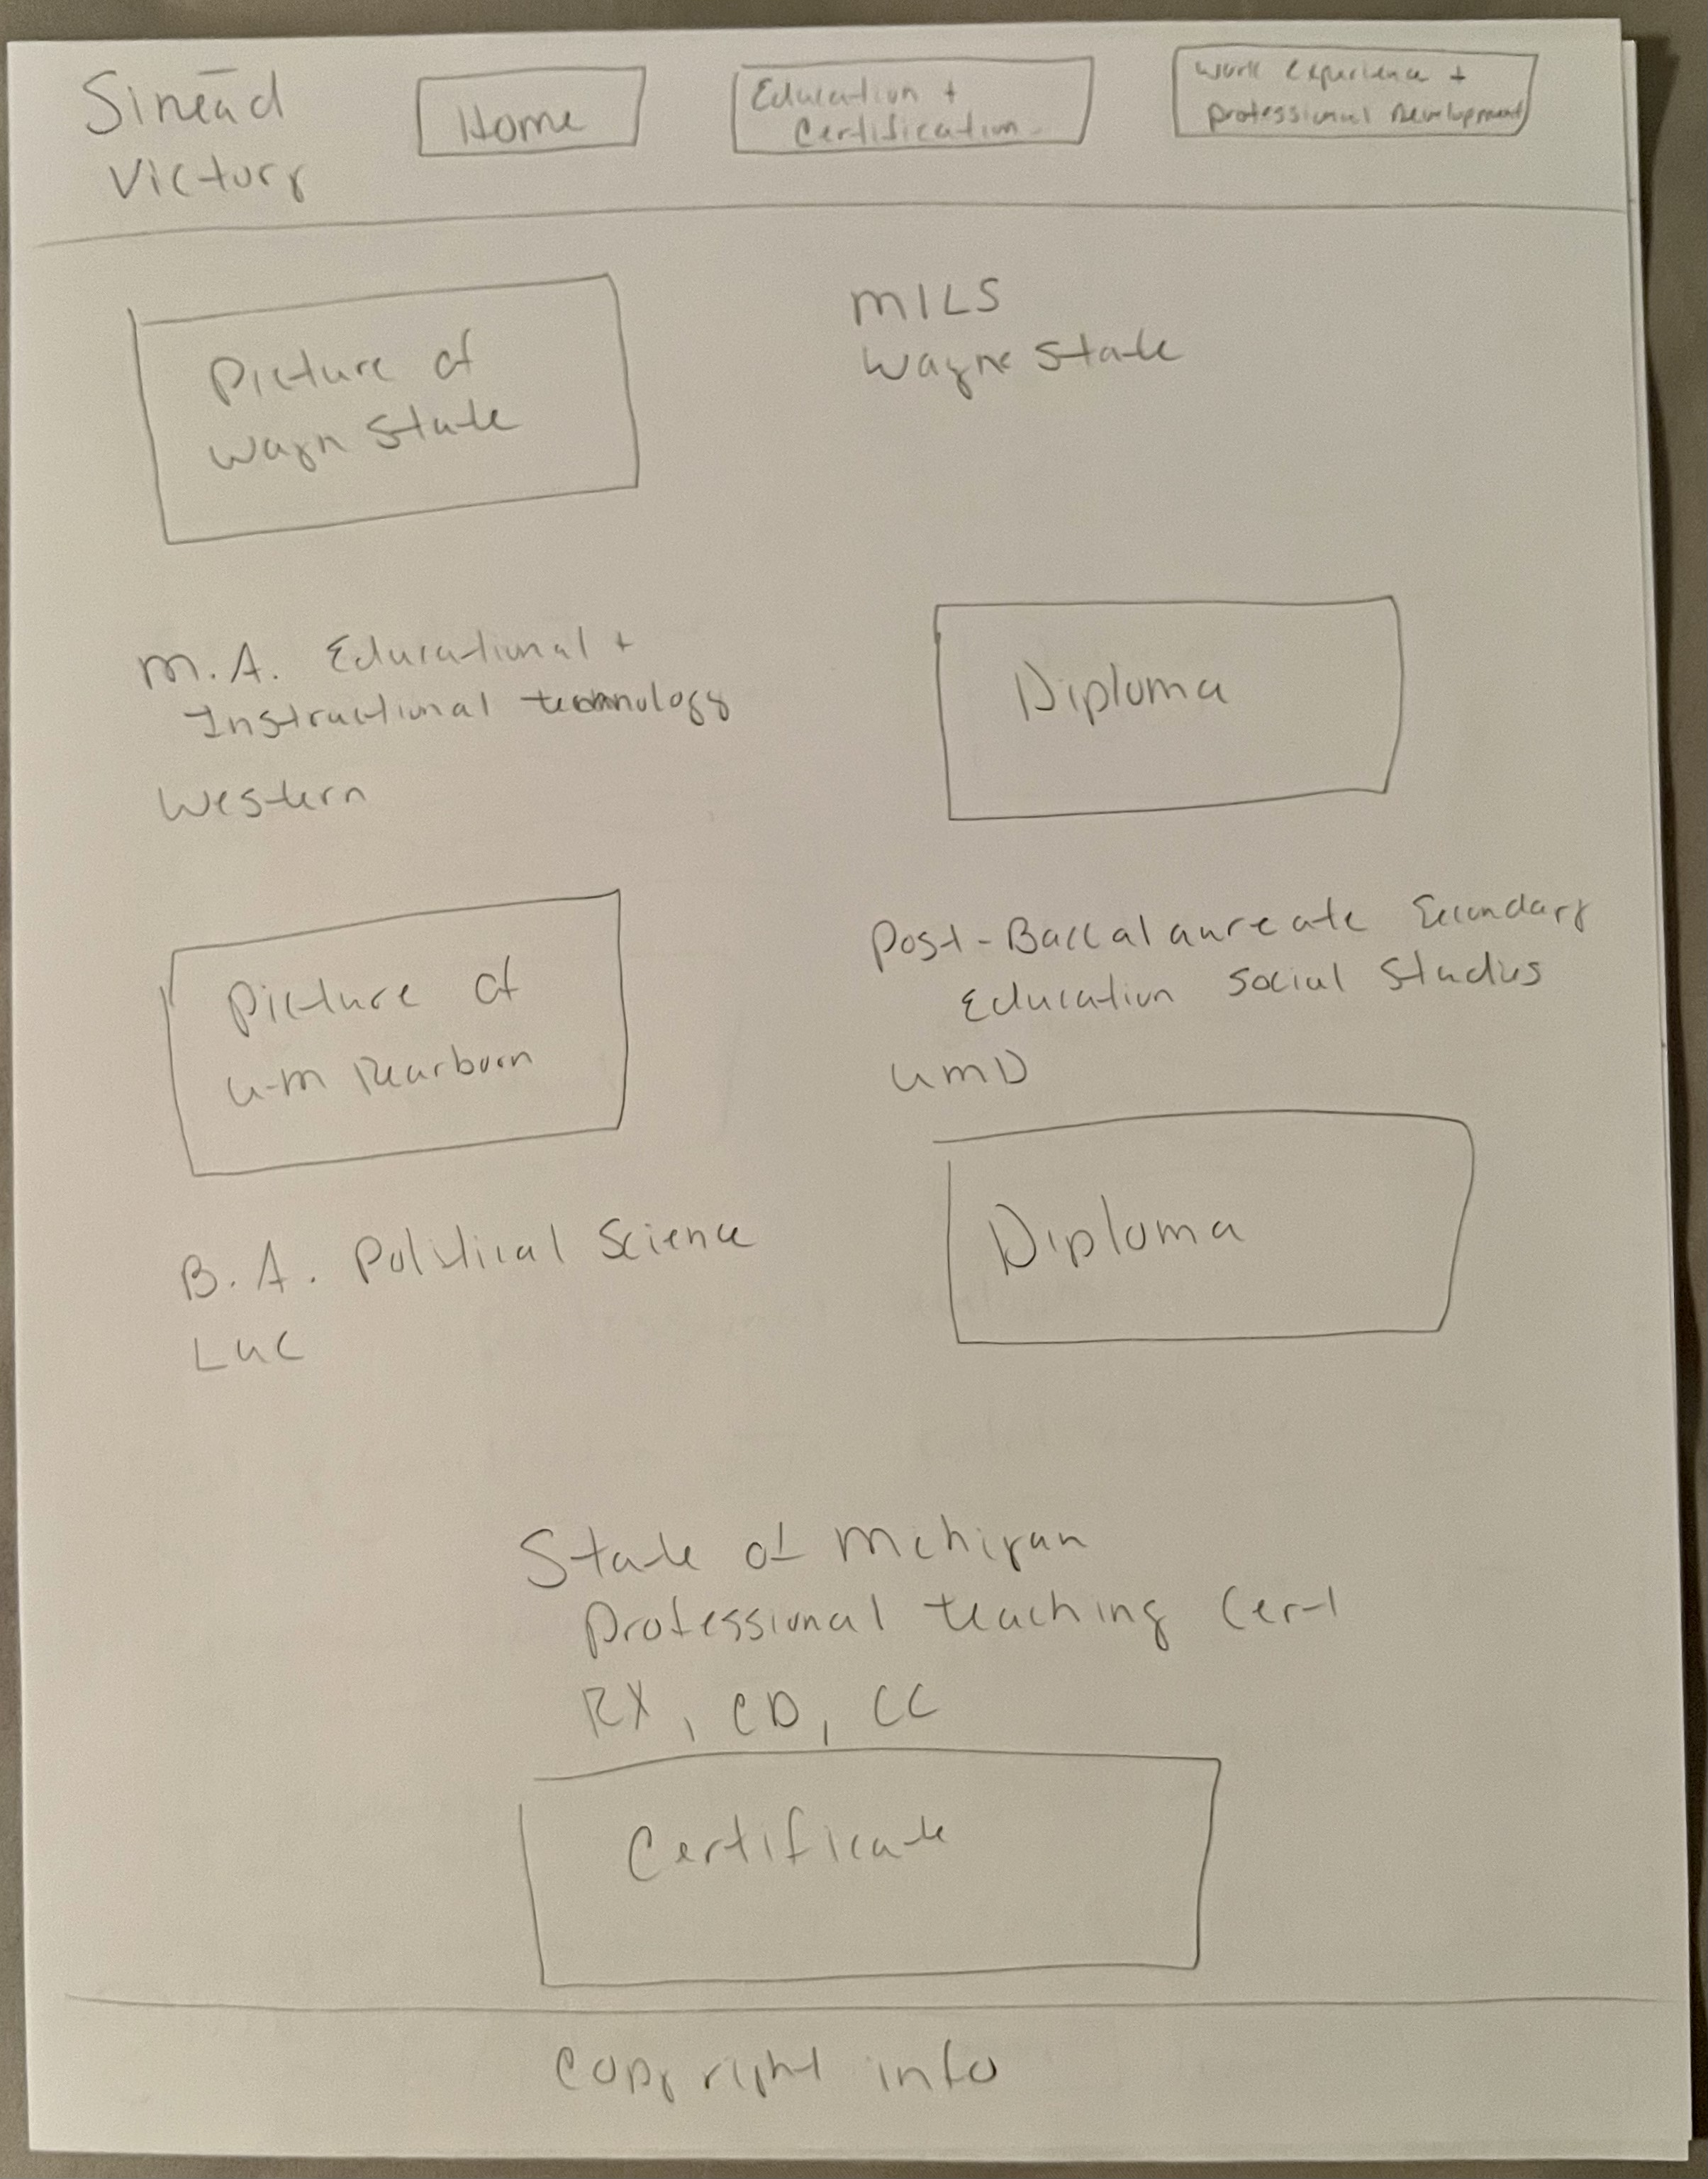 Sineād
Victory
Home
Education +
Certification
Work Experience +
Professional Development
Picture of
Wayn State
MILS
Wayne State
M.A. Educational +
Instructional technology
Western
Diploma
Picture of
U-M Dearborn
Post-Baccalaureate Secondary
Education Social Studies
UMD
B.A. Political Science
LUC
Diploma
State of Michigan
Professional teaching Cert
RX, CD, CC
Certificate
Copyright info